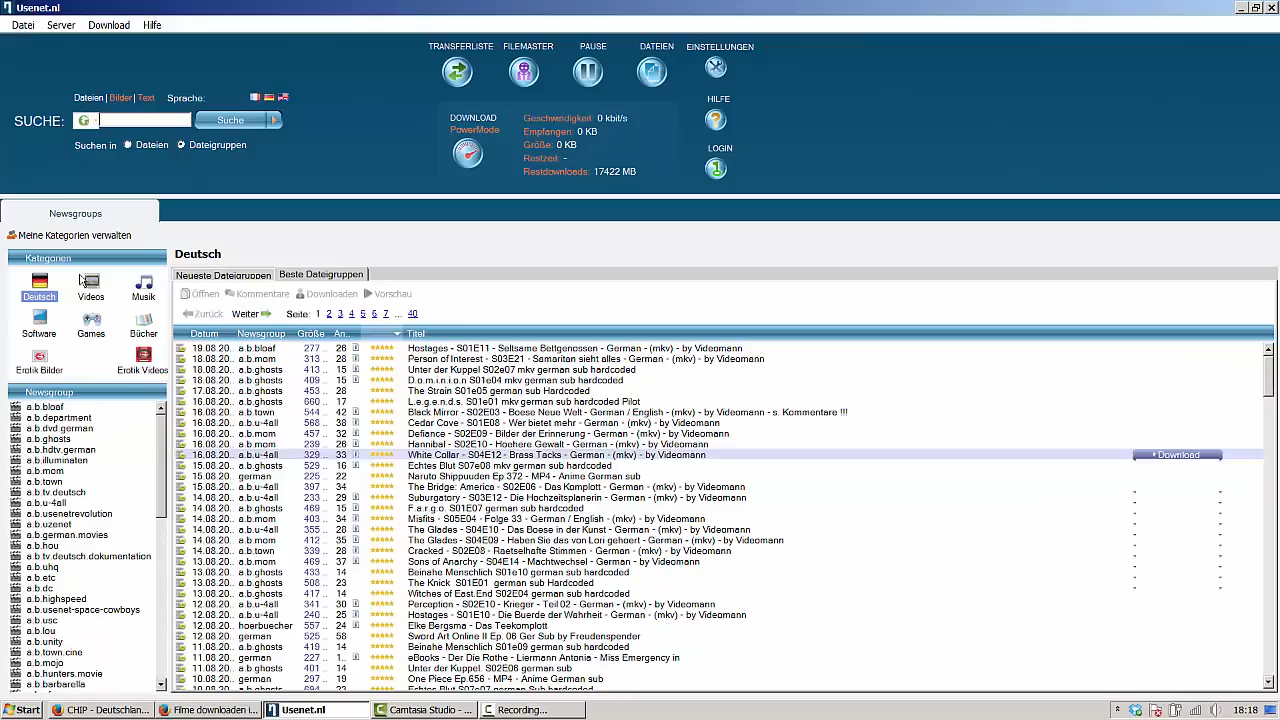 Usenet.nl
Datei Server Download Hilfe
TRANSFERLISTE FILEMASTER PAUSE DATEIEN EINSTELLUNGEN
Dateien | Bilder | Text Sprache:
SUCHE: Suche
Suchen in Dateien Dateigruppen
DOWNLOAD
PowerMode
Geschwindigkeit: 0 kbit/s
Empfangen: 0 KB
Größe: 0 KB
Restzeit: -
Restdownloads: 17422 MB
HILFE
LOGIN
Newsgroups
Meine Kategorien verwalten
Kategorien
Deutsch Videos Musik
Software Games Bücher
Erotik Bilder Erotik Videos
Newsgroup
a.b.bloaf
a.b.department
a.b.dvd.german
a.b.ghosts
a.b.hdtv.german
a.b.illuminaten
a.b.mom
a.b.town
a.b.tv.deutsch
a.b.u-4all
a.b.usenetrevolution
a.b.uzenet
a.b.german.movies
a.b.hou
a.b.tv.deutsch.dokumentation
a.b.uhq
a.b.etc
a.b.dc
a.b.highspeed
a.b.usenet-space-cowboys
a.b.usc
a.b.lou
a.b.unity
a.b.town.cine
a.b.mojo
a.b.hunters.movie
a.b.barbarella
Deutsch
Neueste Dateigruppen Beste Dateigruppen
Öffnen Kommentare Downloaden Vorschau
Zurück Weiter Seite: 1 2 3 4 5 6 7 ... 40
Datum Newsgroup Größe An.. Titel
19.08.20.. a.b.bloaf 277 .. 26 Hostages - S01E11 - Seltsame Bettgenossen - German - (mkv) - by Videomann
18.08.20.. a.b.mom 313 .. 28 Person of Interest - S03E21 - Samaritan sieht alles - German - (mkv) - by Videomann
18.08.20.. a.b.ghosts 413 .. 15 Unter der Kuppel S02e07 mkv german sub hardcoded
18.08.20.. a.b.ghosts 409 .. 15 D.o.m.i.n.i.o.n S01e04 mkv german sub hardcoded
17.08.20.. a.b.ghosts 453 .. 28 The Strain S01e05 german sub Hardcoded
16.08.20.. a.b.ghosts 660 .. 17 L.e.g.e.n.d.s. S01e01 german sub hardcoded Pilot
16.08.20.. a.b.town 544 .. 42 Black Mirror - S02E03 - Boese Neue Welt - German / English - (mkv) - by Videomann - s. Kommentare !!!
16.08.20.. a.b.u-4all 568 .. 38 Cedar Cove - S01E08 - Wer bietet mehr - German - (mkv) - by Videomann
16.08.20.. a.b.mom 457 .. 32 Defiance - S02E09 - Bilder der Erinnerung - German - (mkv) - by Videomann
16.08.20.. a.b.mom 239 .. 26 Hannibal - S02E10 - Hoehere Gewalt - German - (mkv) - by Videomann
16.08.20.. a.b.u-4all 329 .. 33 White Collar - S04E12 - Brass Tacks - German - (mkv) - by Videomann Download
15.08.20.. a.b.ghosts 529 .. 16 Echtes Blut S07e08 mkv german sub hardcoded
15.08.20.. german 225 .. 22 Naruto Shippuuden Ep 372 - MP4 - Anime German sub
15.08.20.. a.b.u-4all 397 .. 34 The Bridge: America - S02E06 - Das Komplott - German - (mkv) - by Videomann
14.08.20.. a.b.u-4all 233 .. 29 Suburgatory - S03E12 - Die Hochzeitsplanerin - German - (mkv) - by Videomann
14.08.20.. a.b.ghosts 469 .. 15 F.a.r.g.o. S01E07 german sub hardcoded
14.08.20.. a.b.mom 403 .. 34 Misfits - S05E04 - Folge 33 - German / English - (mkv) - by Videomann
14.08.20.. a.b.u-4all 355 .. 28 The Glades - S04E10 - Das Boese in der Kunst - German - (mkv) - by Videomann
14.08.20.. a.b.mom 412 .. 35 The Glades - S04E09 - Haben Sie das von Lori gehoert - German - (mkv) - by Videomann
14.08.20.. a.b.town 339 .. 28 Cracked - S02E08 - Raetselhafte Stimmen - German - (mkv) - by Videomann
13.08.20.. a.b.mom 469 .. 37 Sons of Anarchy - S04E14 - Machtwechsel - German - (mkv) - by Videomann
13.08.20.. a.b.ghosts 433 .. 14 Beinahe Menschlich S01e10 german sub hardcoded
13.08.20.. a.b.ghosts 508 .. 23 The Knick S01E01 german sub Hardcoded
13.08.20.. a.b.ghosts 417 .. 14 Witches of East.End S02e04 german sub hardcoded
12.08.20.. a.b.u-4all 341 .. 30 Perception - S02E10 - Krieger - Teil 02 - German - (mkv) - by Videomann
12.08.20.. a.b.u-4all 240 .. 25 Hostages - S01E10 - Die Buerde der Wahrheit - German - (mkv) - by Videomann
12.08.20.. hoerbuecher 557 .. 24 Elke Bergsma - Das Teekomplott
12.08.20.. german 525 .. 58 Sword Art Online II Ep. 06 Ger Sub by Freudenspender
11.08.20.. a.b.ghosts 419 .. 14 Beinahe Menschlich S01e09 german sub hardcoded
11.08.20.. german 227 .. 1.. eBooks - Der Die Rothe - Liermann Antonia - Miss Emergency in
11.08.20.. a.b.ghosts 401 .. 14 Unter der Kuppel. S02E06 german sub
10.08.20.. german 297 .. 19 One Piece Ep.656 - MP4 - Anime German sub
10.08.20.. a.b.ghosts 694 .. 23 Echtes Blut S07e07 german sub Hardcoded
Start CHIP - Deutschlan... Filme downloaden i... Usenet.nl Camtasia Studio - ... Recording... 18:18